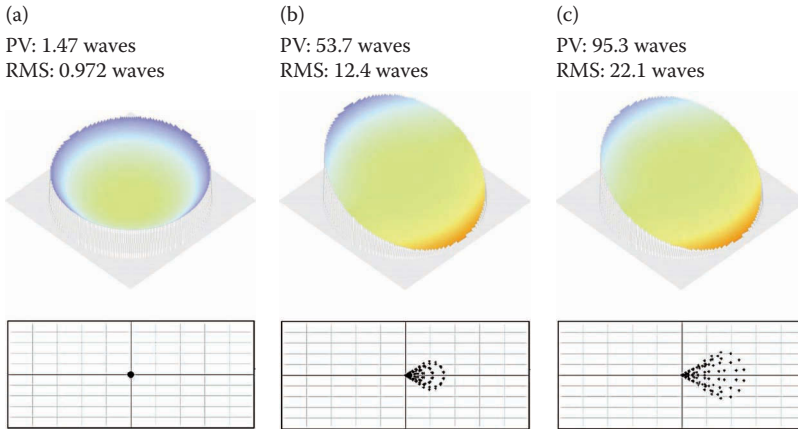 (a)
PV: 1.47 waves
RMS: 0.972 waves
(b)
PV: 53.7 waves
RMS: 12.4 waves
(c)
PV: 95.3 waves
RMS: 22.1 waves